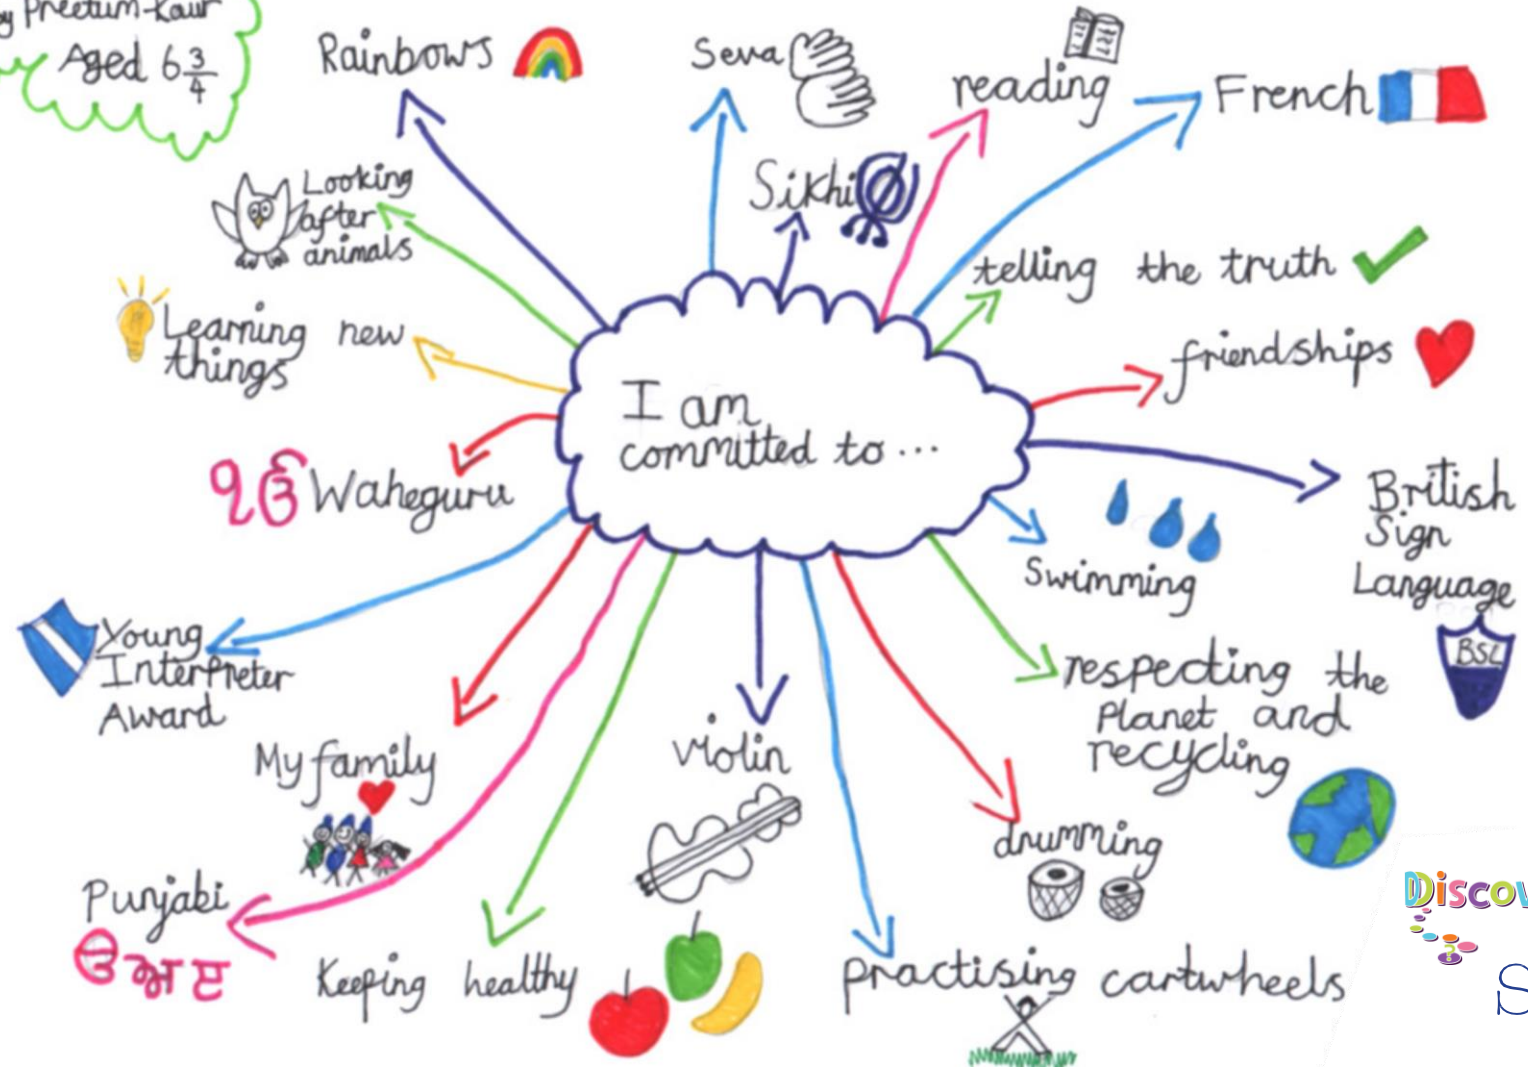 by Preetum-Kaur
Aged 6 3/4
Rainbows
Seva
reading
French
Sikhi
Looking
after
animals
telling the truth
Learning new
things
friendships
I am
committed to...
ੴ Waheguru
British
Sign
Language
BSL
Swimming
Young
Interpreter
Award
respecting the
Planet and
recycling
My family
violin
drumming
Punjabi
ੳ ਅ ੲ
Keeping healthy
practising cartwheels
Discov
?
S